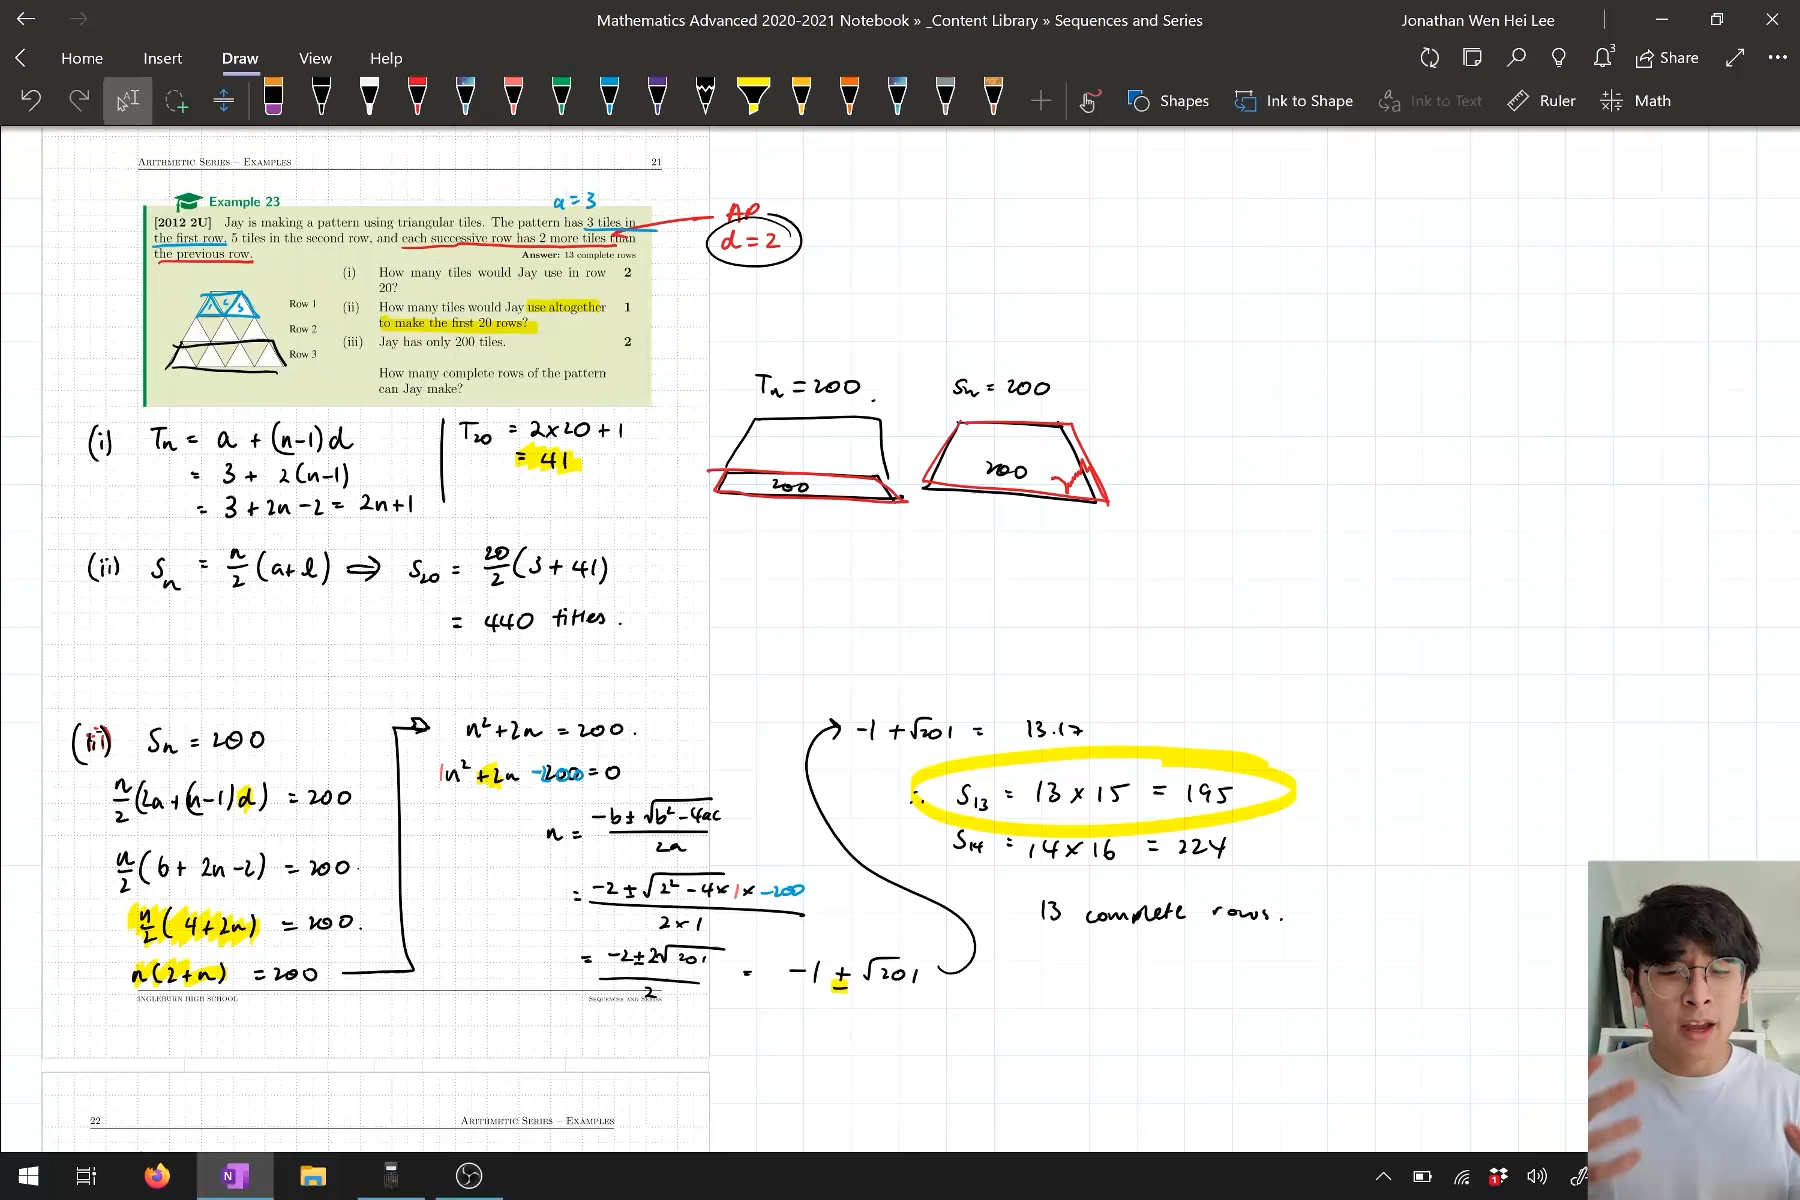 Mathematics Advanced 2020-2021 Notebook » _Content Library » Sequences and Series
Jonathan Wen Hei Lee
Home Insert Draw View Help
3
Share
Shapes
Ink to Shape
Ink to Text
Ruler
Math
ARITHMETIC SERIES – EXAMPLES 21
Example 23
a = 3
[2012 2U] Jay is making a pattern using triangular tiles. The pattern has 3 tiles in
the first row, 5 tiles in the second row, and each successive row has 2 more tiles than
the previous row.
Answer: 13 complete rows
AP
d = 2
(i) How many tiles would Jay use in row 2
20?
(ii) How many tiles would Jay use altogether 1
to make the first 20 rows?
(iii) Jay has only 200 tiles. 2
How many complete rows of the pattern
can Jay make?
Row 1
Row 2
Row 3
Tn = 200
200
Sn = 200
200
(i) Tn = a + (n-1)d
= 3 + 2(n-1)
= 3 + 2n - 2 = 2n+1
T20 = 2×20 + 1
= 41
(ii) Sn = n/2 (a + l) ⇒ S20 = 20/2 (3 + 41)
= 440 titles.
(iii) Sn = 200
n/2 (2a + (n-1)d) = 200
n/2 (6 + 2n - 2) = 200
n/2 (4 + 2n) = 200.
n(2+n) = 200
n² + 2n = 200.
1n² + 2n - 200 = 0
n = -b ± √b² - 4ac / 2a
= -2 ± √2² - 4 × 1 × -200 / 2 × 1
= -2 ± 2√201 / 2 = -1 ± √201
-1 + √201 = 13.17
∴ S13 = 13 × 15 = 195
S14 = 14 × 16 = 224
13 complete rows.
INGLEBURN HIGH SCHOOL
SEQUENCES AND SERIES
22 ARITHMETIC SERIES – EXAMPLES